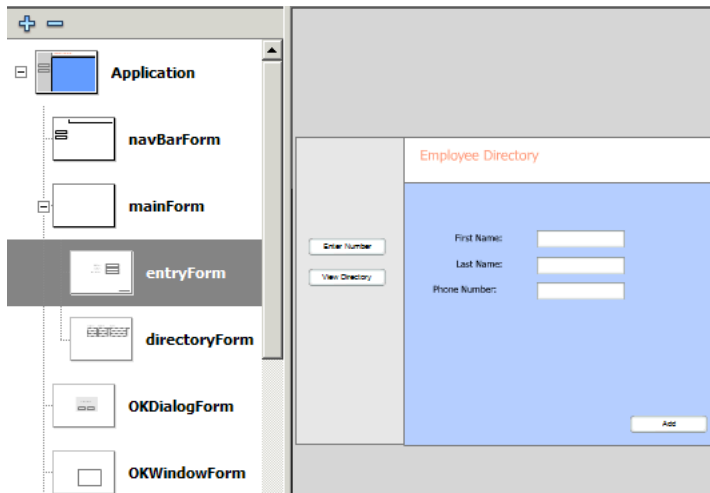 Application
navBarForm
mainForm
entryForm
directoryForm
OKDialogForm
OKWindowForm
Employee Directory
Enter Number
View Directory
First Name:
Last Name:
Phone Number:
Add